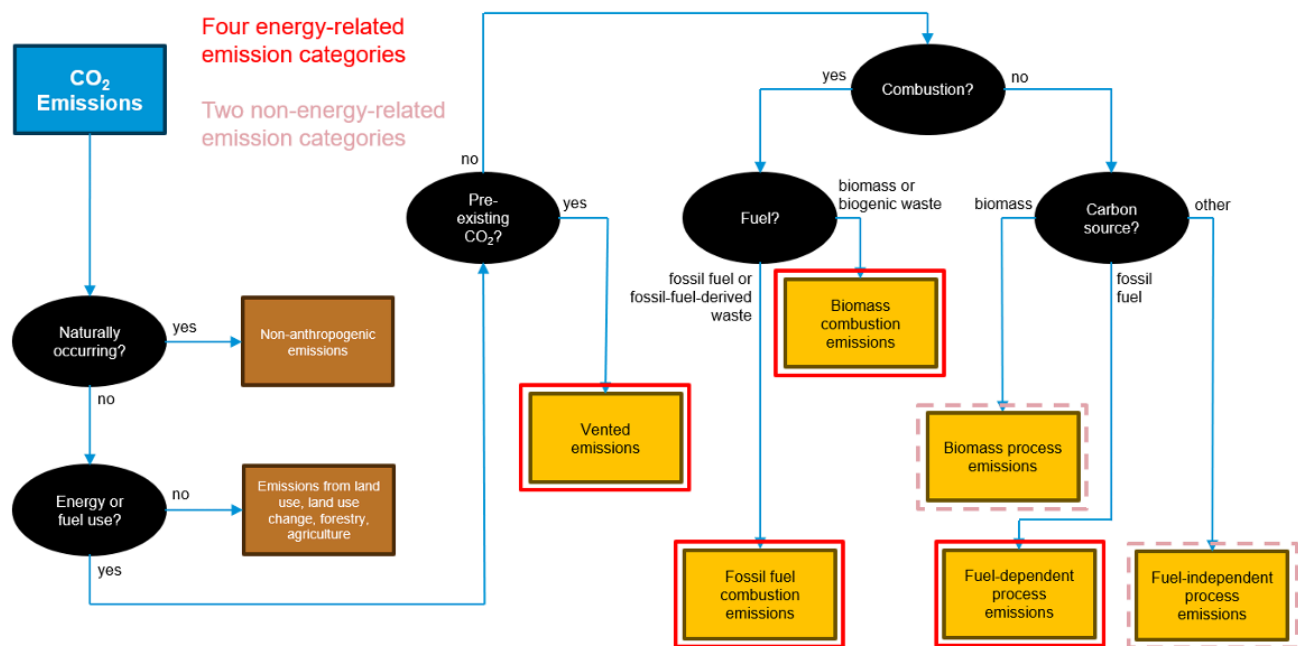 CO₂
Emissions
Four energy-related
emission categories
Two non-energy-related
emission categories
Naturally
occurring?
yes
Non-anthropogenic
emissions
no
Energy or
fuel use?
no
Emissions from land
use, land use
change, forestry,
agriculture
yes
Pre-
existing
CO₂?
no
yes
Vented
emissions
Combustion?
yes
no
Fuel?
biomass or
biogenic waste
Biomass
combustion
emissions
fossil fuel or
fossil-fuel-derived
waste
Fossil fuel
combustion
emissions
Carbon
source?
biomass
Biomass process
emissions
fossil
fuel
Fuel-dependent
process
emissions
other
Fuel-independent
process
emissions